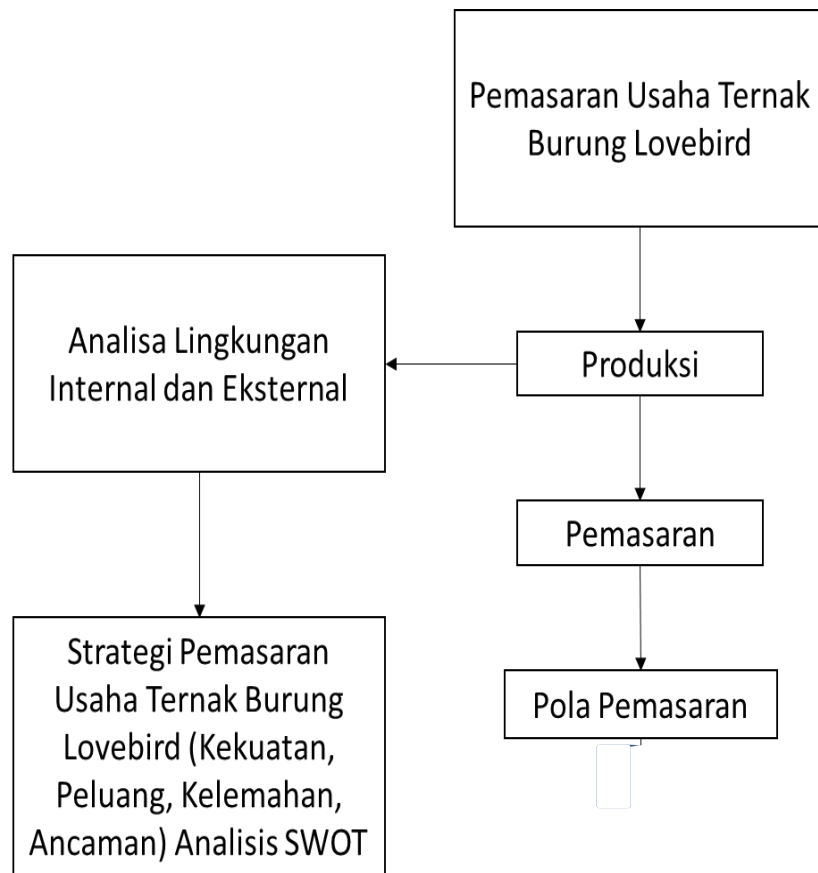 Pemasaran Usaha Ternak
Burung Lovebird
Analisa Lingkungan
Internal dan Eksternal
Produksi
Pemasaran
Strategi Pemasaran
Usaha Ternak Burung
Lovebird (Kekuatan,
Peluang, Kelemahan,
Ancaman) Analisis SWOT
Pola Pemasaran